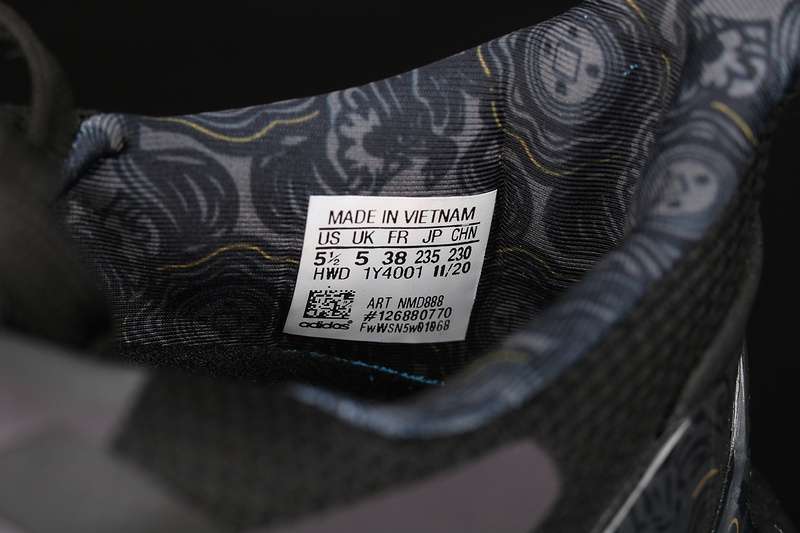 MADE IN VIETNAM
US UK FR JP CHN
5½ 5 38 235 230
HWD 1Y4001 11/20
ART NMD888
#126880770
adidas